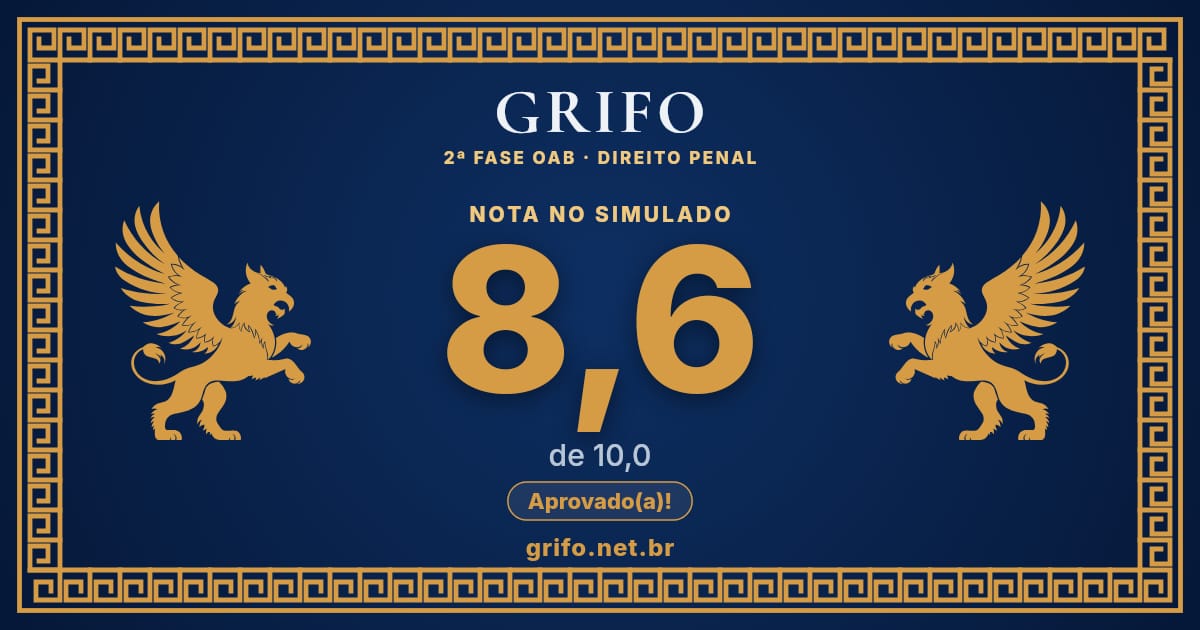 GRIFO
2ª FASE OAB · DIREITO PENAL
NOTA NO SIMULADO
8,6
de 10,0
Aprovado(a)!
grifo.net.br